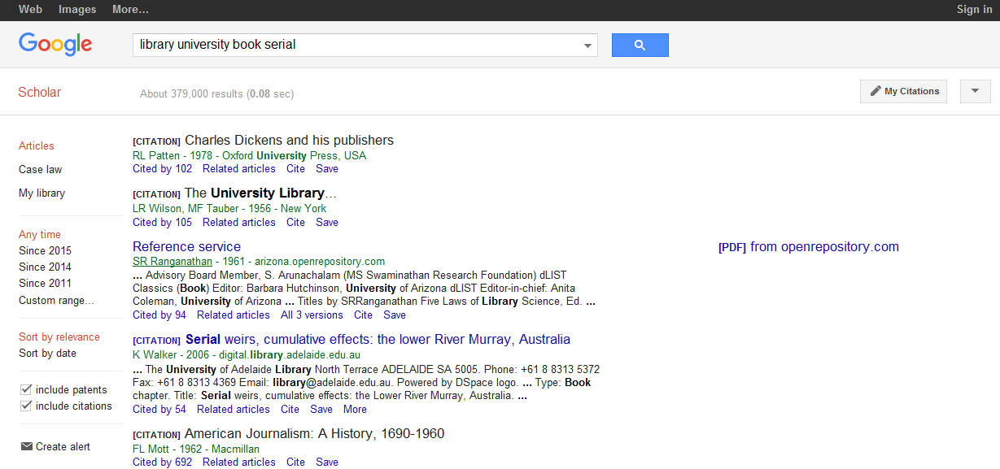 Web Images More... Sign in
Google library university book serial
Scholar About 379,000 results (0.08 sec) My Citations
Articles
Case law
My library
Any time
Since 2015
Since 2014
Since 2011
Custom range...
Sort by relevance
Sort by date
include patents
include citations
Create alert
[CITATION] Charles Dickens and his publishers
RL Patten - 1978 - Oxford University Press, USA
Cited by 102 Related articles Cite Save
[CITATION] The University Library...
LR Wilson, MF Tauber - 1956 - New York
Cited by 105 Related articles Cite Save
Reference service [PDF] from openrepository.com
SR Ranganathan - 1961 - arizona.openrepository.com
... Advisory Board Member, S. Arunachalam (MS Swaminathan Research Foundation) dLIST
Classics (Book) Editor: Barbara Hutchinson, University of Arizona dLIST Editor-in-chief: Anita
Coleman, University of Arizona ... Titles by SRRanganathan Five Laws of Library Science, Ed. ...
Cited by 94 Related articles All 3 versions Cite Save
[CITATION] Serial weirs, cumulative effects: the lower River Murray, Australia
K Walker - 2006 - digital.library.adelaide.edu.au
... The University of Adelaide Library North Terrace ADELAIDE SA 5005. Phone: +61 8 8313 5372
Fax: +61 8 8313 4369 Email: library@adelaide.edu.au. Powered by DSpace logo. ... Type: Book
chapter. Title: Serial weirs, cumulative effects: the Lower River Murray, Australia. ...
Cited by 54 Related articles Cite Save More
[CITATION] American Journalism: A History, 1690-1960
FL Mott - 1962 - Macmillan
Cited by 692 Related articles Cite Save